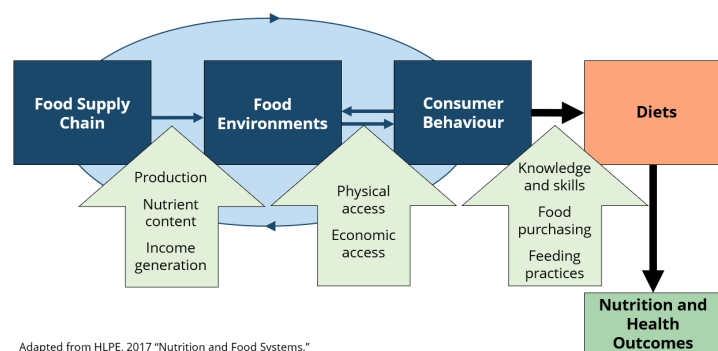 Food Supply
Chain
Food
Environments
Consumer
Behaviour
Diets
Production
Nutrient
content
Income
generation
Physical
access
Economic
access
Knowledge
and skills
Food
purchasing
Feeding
practices
Nutrition and
Health
Outcomes
Adapted from HLPE, 2017 “Nutrition and Food Systems.”